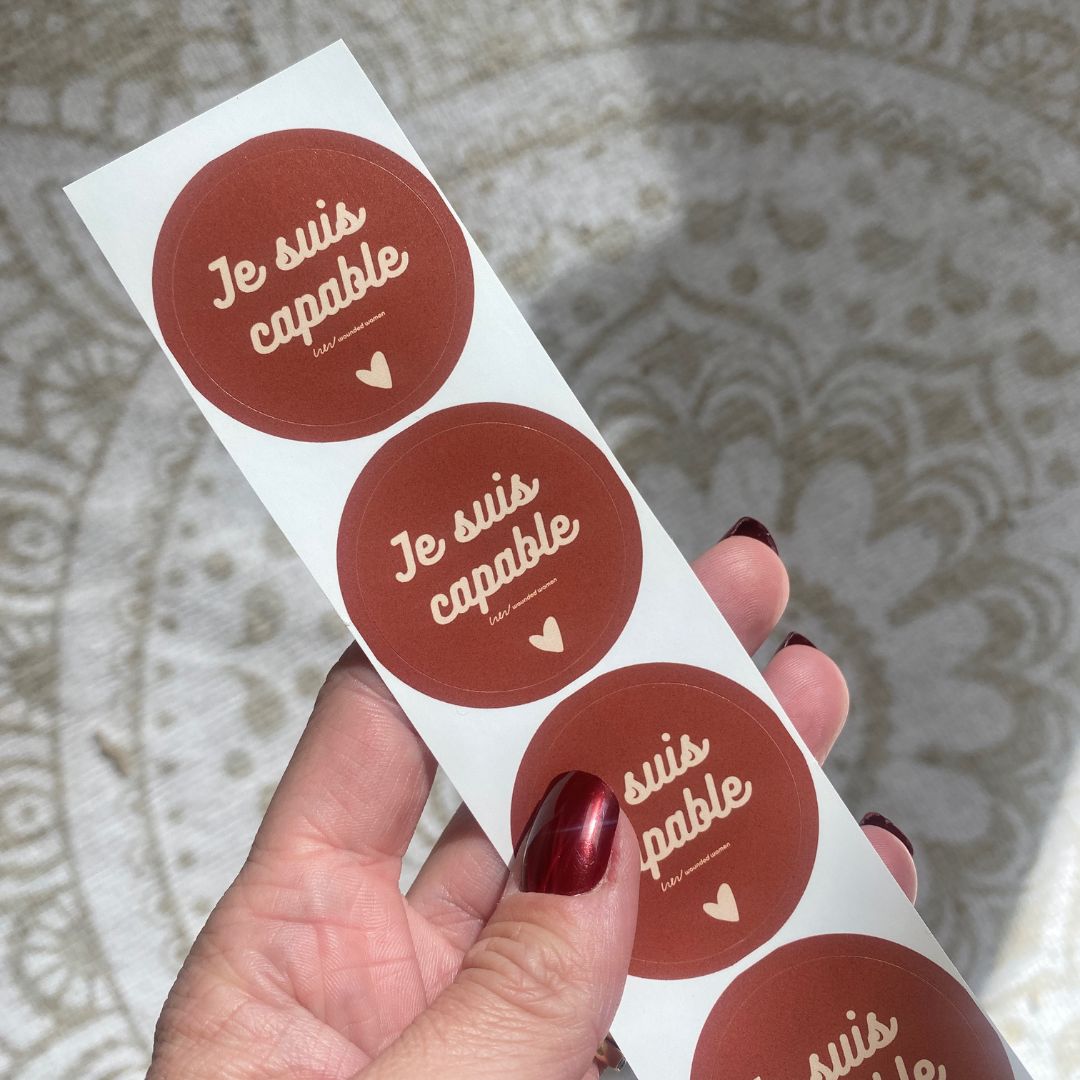 Je suis
capable
wounded women
Je suis
capable
wounded women
suis
pable
wounded women
suis